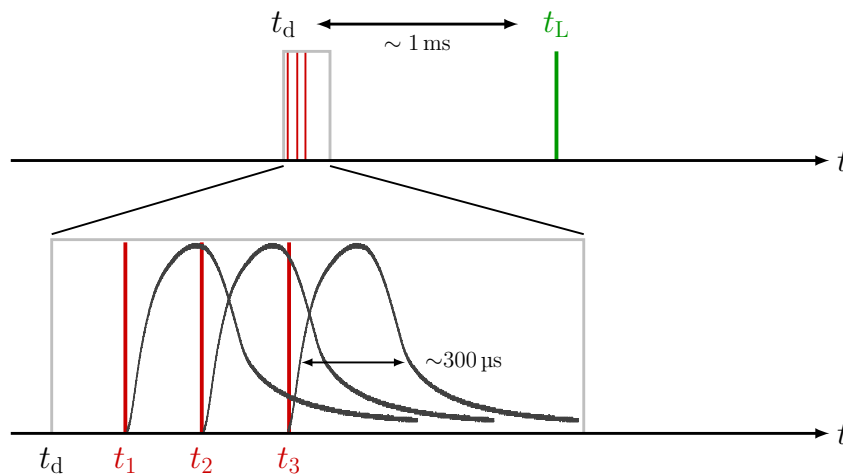 t_d
t_L
∼ 1 ms
t
∼300 µs
t
t_d
t_1
t_2
t_3